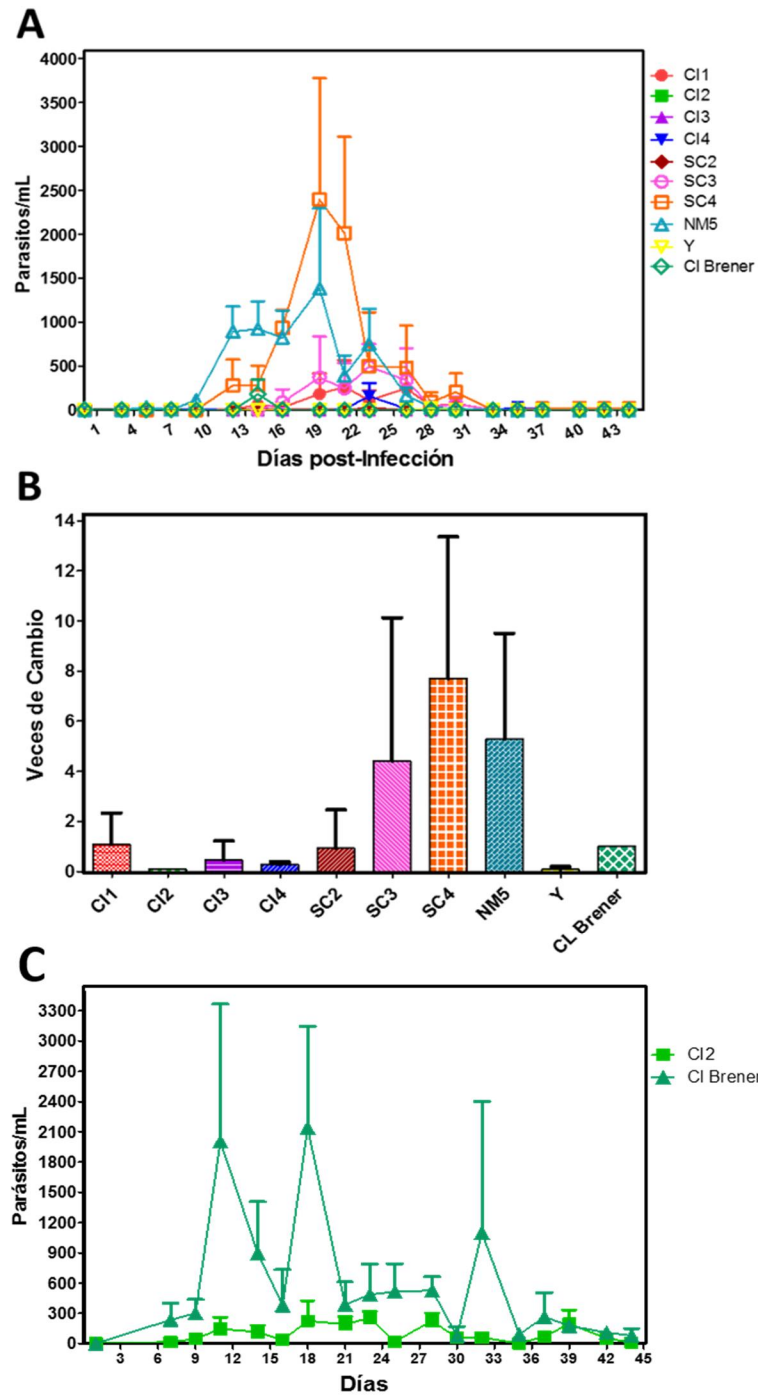 A
4000
3500
3000
2500
2000
1500
1000
500
0
Parasitos/mL
1 4 7 10 13 16 19 22 25 28 31 34 37 40 43
Días post-Infección
CI1
CI2
CI3
CI4
SC2
SC3
SC4
NM5
Y
CI Brener
B
14
12
10
8
6
4
2
0
Veces de Cambio
CI1 CI2 CI3 CI4 SC2 SC3 SC4 NM5 Y CL Brener
C
3300
3000
2700
2400
2100
1800
1500
1200
900
600
300
0
Parásitos/mL
3 6 9 12 15 18 21 24 27 30 33 36 39 42 45
Días
CI2
CI Brener